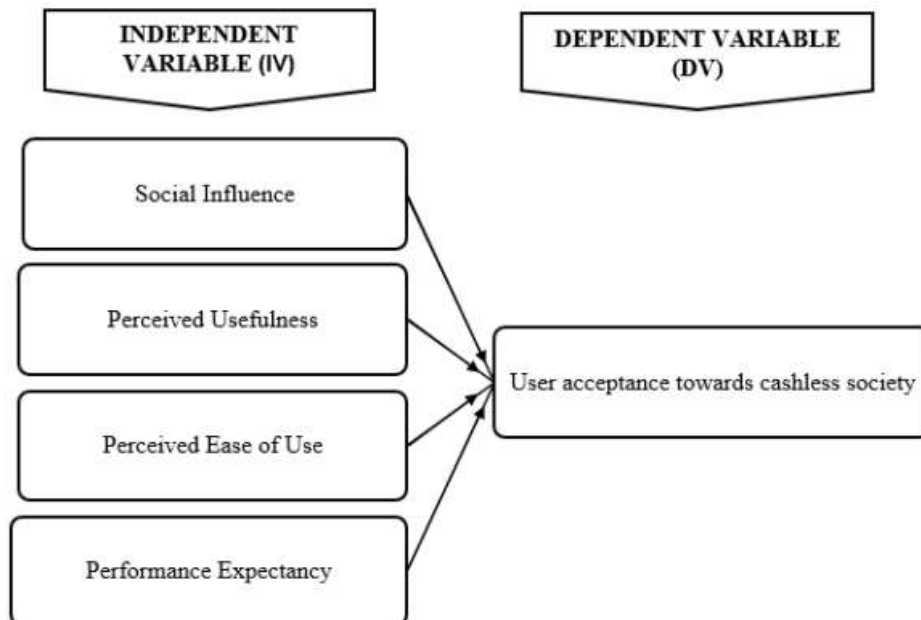 INDEPENDENT
VARIABLE (IV)
DEPENDENT VARIABLE
(DV)
Social Influence
Perceived Usefulness
User acceptance towards cashless society
Perceived Ease of Use
Performance Expectancy